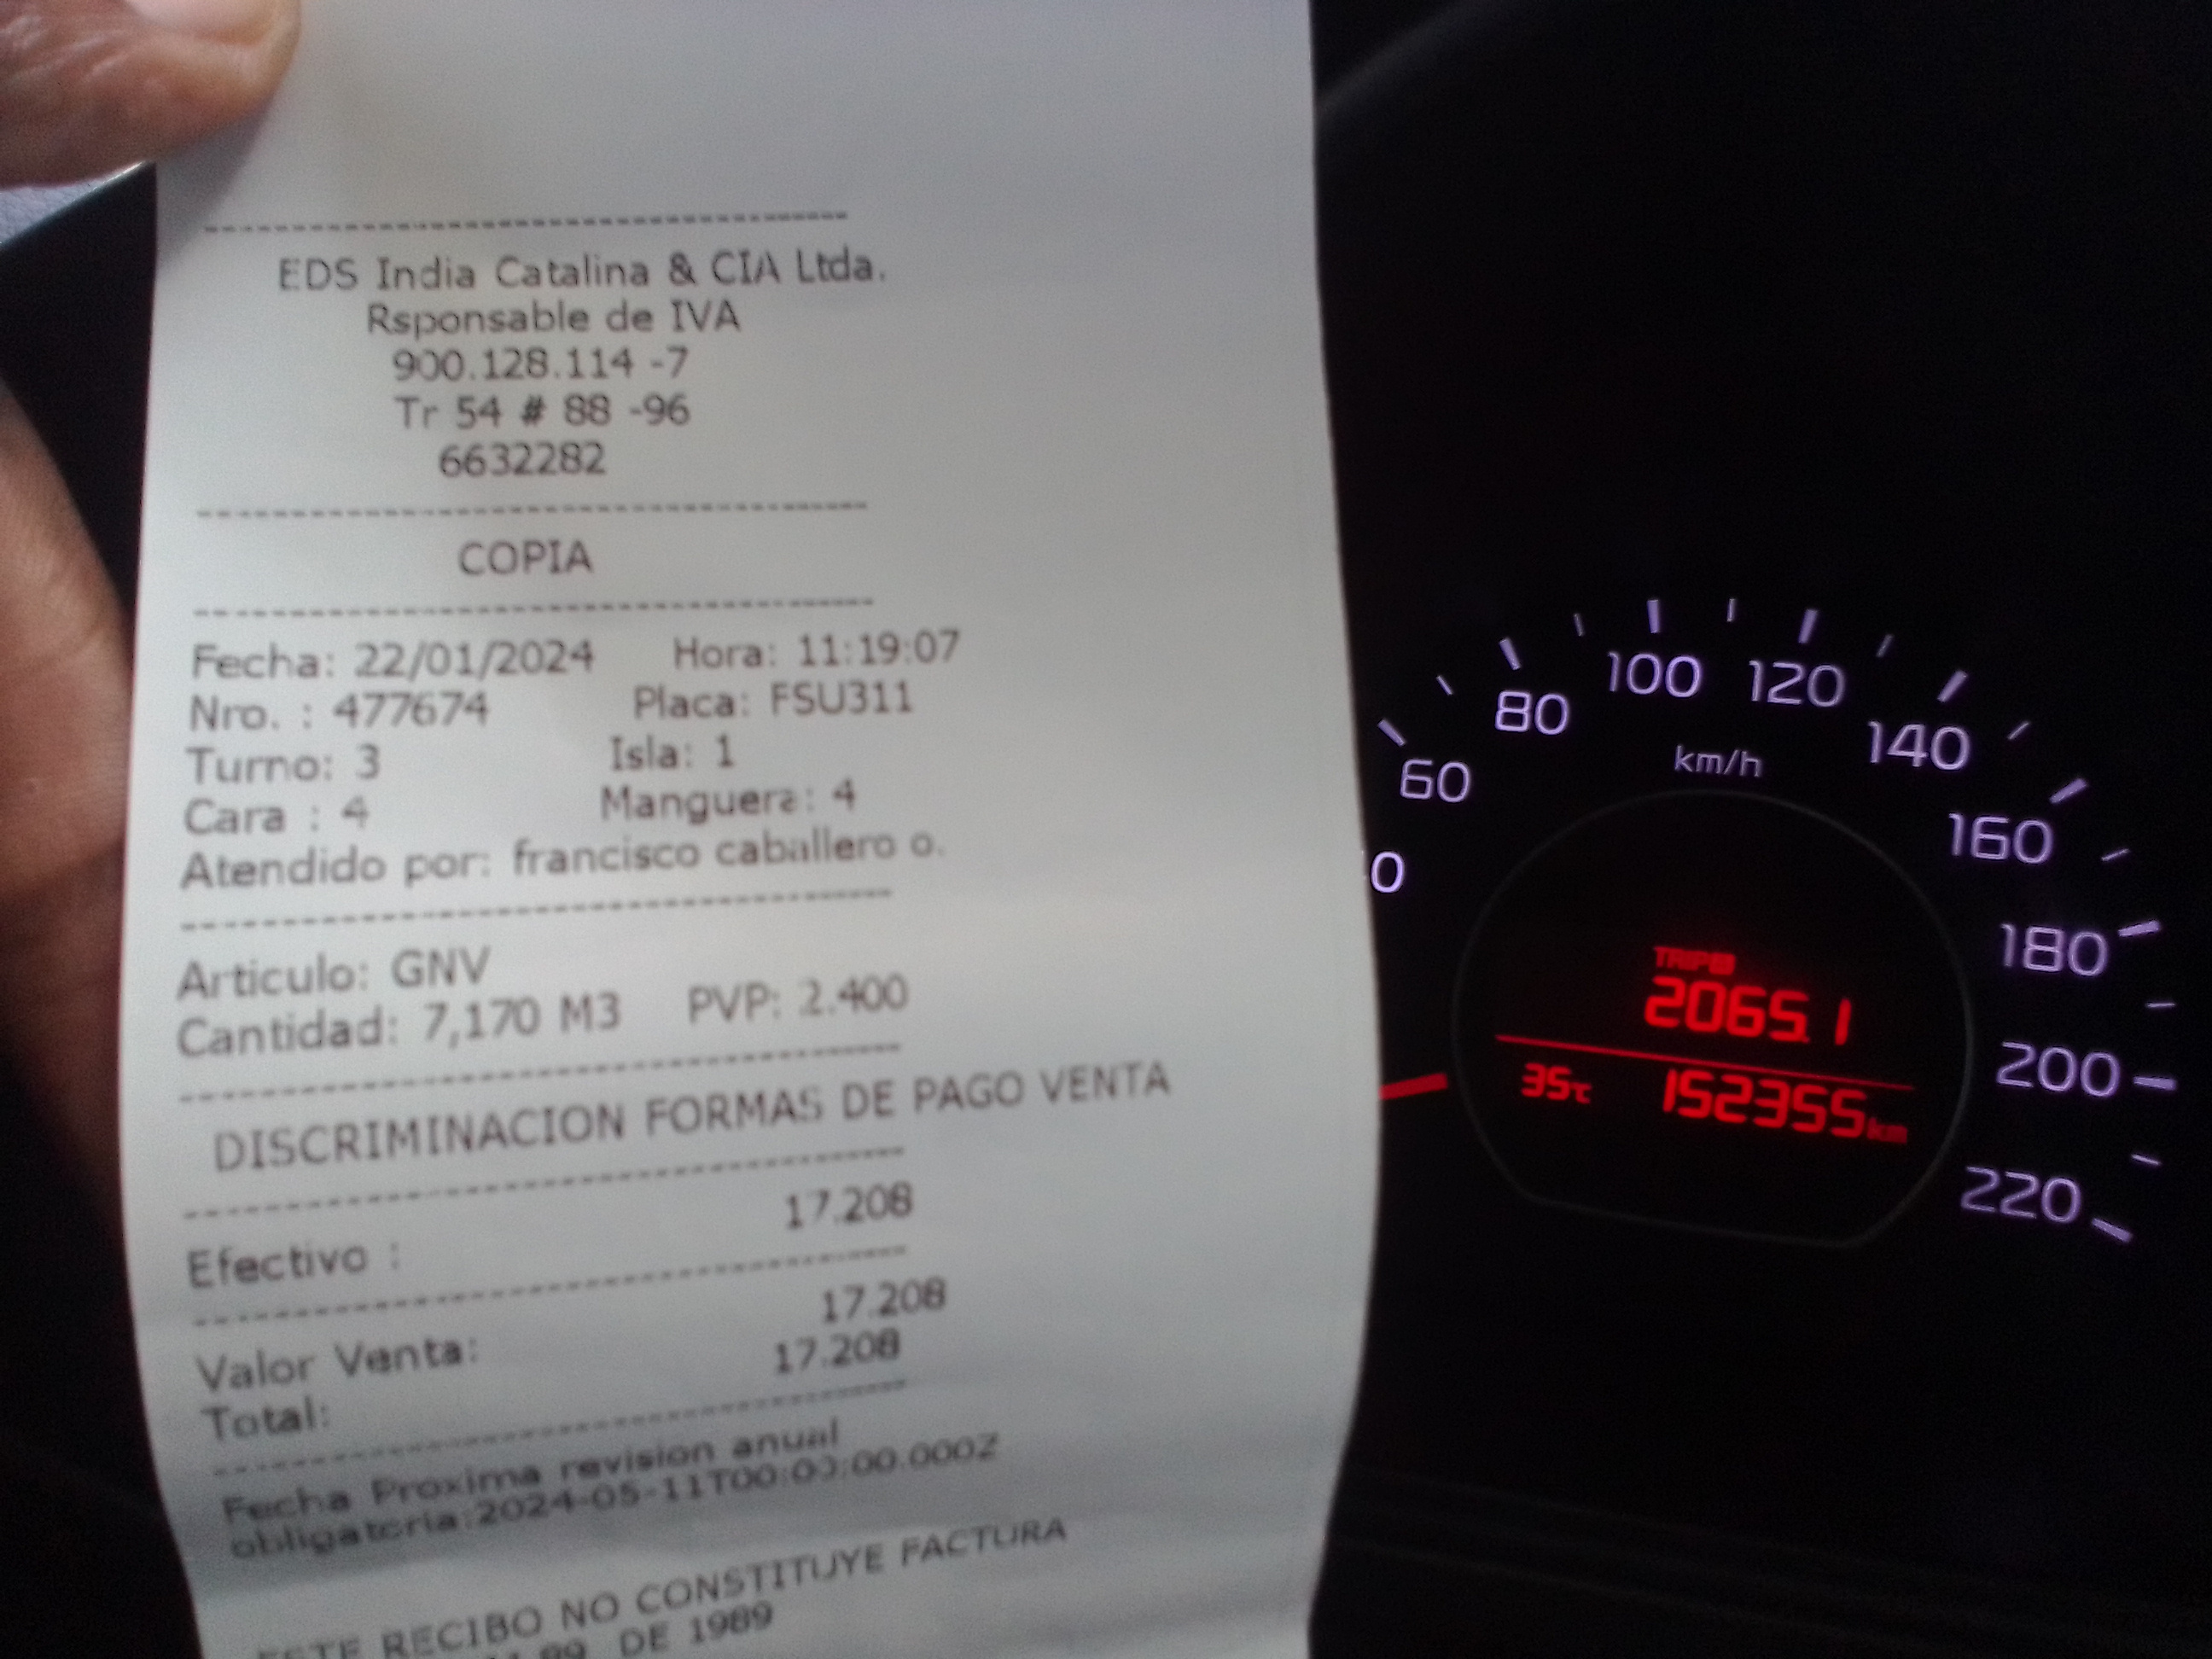 EDS India Catalina & CIA Ltda.
Rsponsable de IVA
900.128.114 -7
Tr 54 # 88 -96
6632282
COPIA
Fecha: 22/01/2024 Hora: 11:19:07
Nro. : 477674 Placa: FSU311
Turno: 3 Isla: 1
Cara : 4 Manguera: 4
Atendido por: francisco caballero o.
Articulo: GNV
Cantidad: 7,170 M3 PVP: 2.400
DISCRIMINACION FORMAS DE PAGO VENTA
17.208
Efectivo :
17.208
Valor Venta:
17.208
Total:
Fecha Proxima revision anual
obligatoria:2024-05-11T00:00:00.000Z
ESTE RECIBO NO CONSTITUYE FACTURA
DE 1989
60
80
100
120
140
160
180
200
220
km/h
TRIP
2065.1
35℃ 152355 km